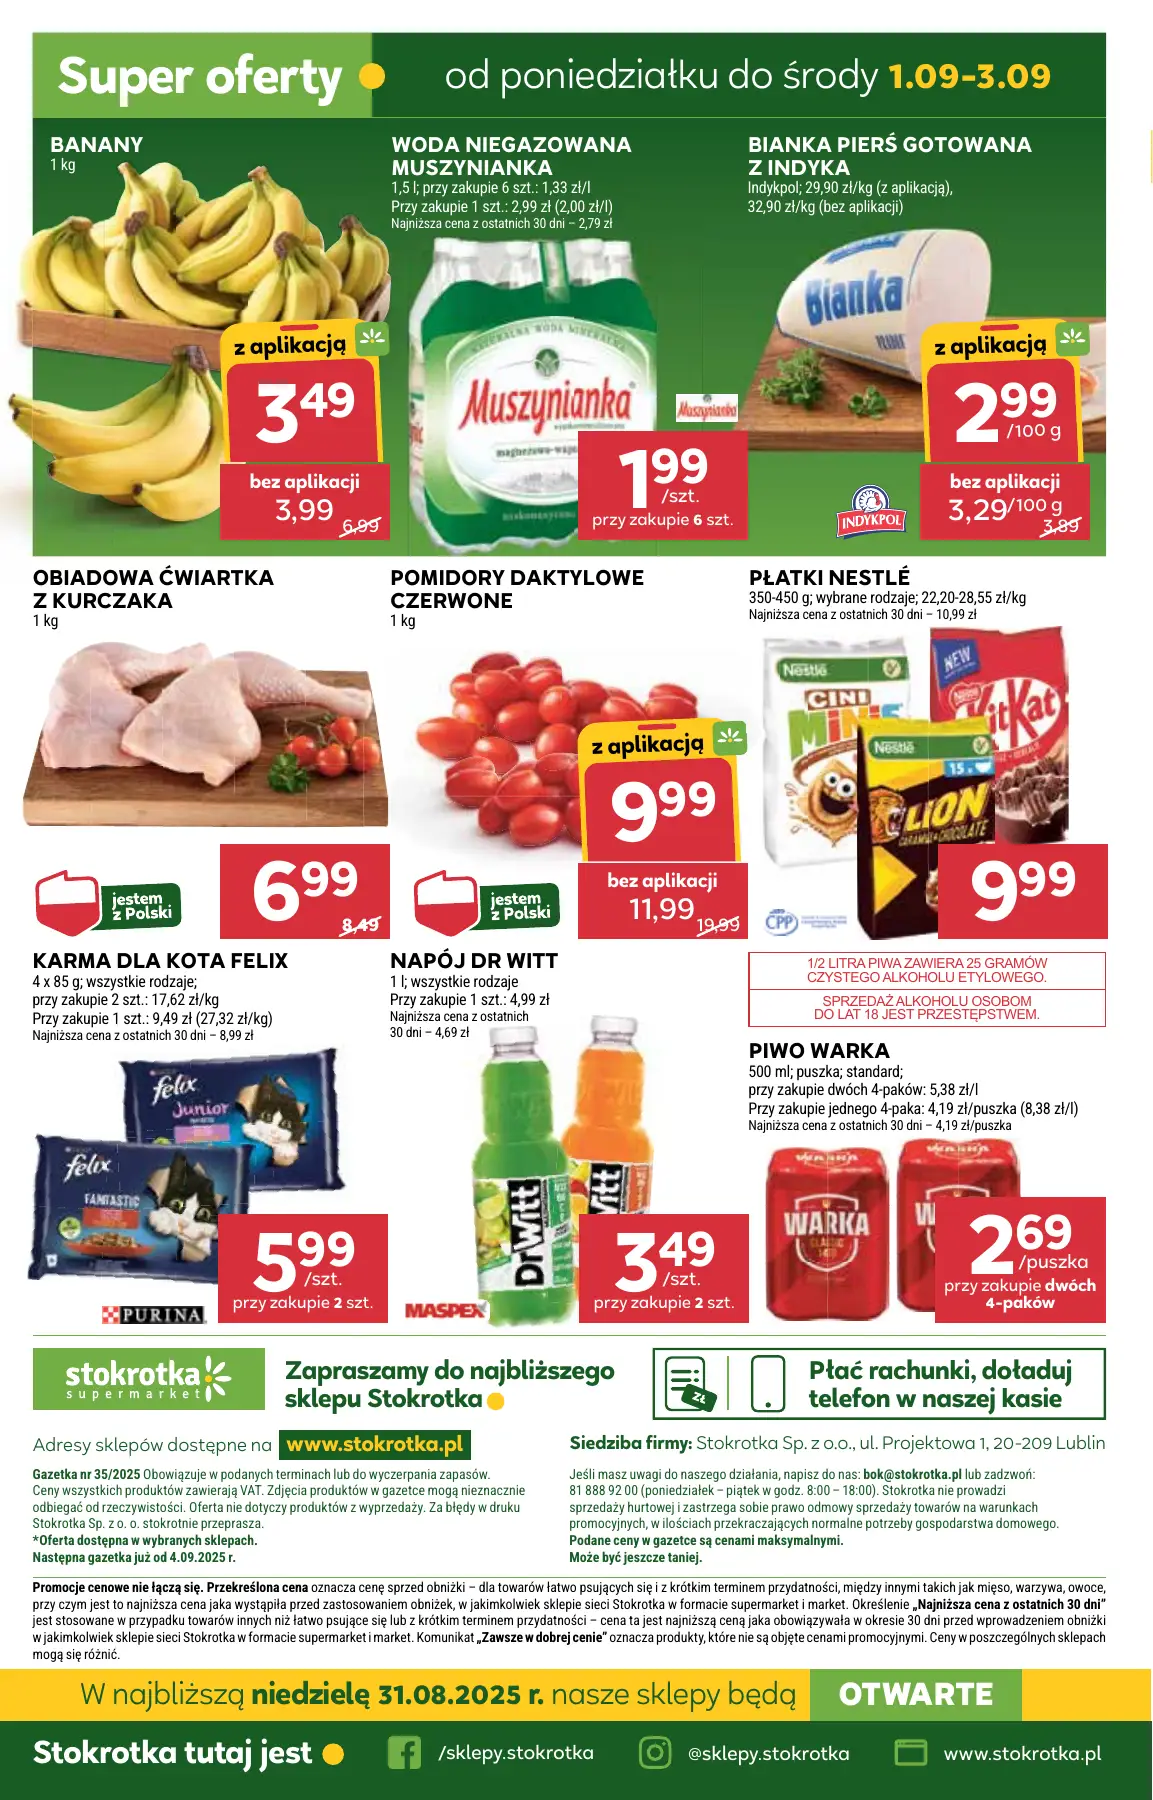 Super oferty
od poniedziałku do środy 1.09-3.09
BANANY
1 kg
z aplikacją
3 49
bez aplikacji
3,99
6,99
WODA NIEGAZOWANA
MUSZYNIANKA
1,5 l; przy zakupie 6 szt.: 1,33 zł/l
Przy zakupie 1 szt.: 2,99 zł (2,00 zł/l)
Najniższa cena z ostatnich 30 dni – 2,79 zł
Muszynianka
Muszynianka
1 99
/szt.
przy zakupie 6 szt.
BIANKA PIERŚ GOTOWANA
Z INDYKA
Indykpol; 29,90 zł/kg (z aplikacją),
32,90 zł/kg (bez aplikacji)
Bianka
INDYKPOL
z aplikacją
2 99
/100 g
bez aplikacji
3,29/100 g
3,89
OBIADOWA ĆWIARTKA
Z KURCZAKA
1 kg
jestem
z Polski
6 99
8,49
POMIDORY DAKTYLOWE
CZERWONE
1 kg
jestem
z Polski
z aplikacją
9 99
bez aplikacji
11,99
19,99
PŁATKI NESTLÉ
350-450 g; wybrane rodzaje; 22,20-28,55 zł/kg
Najniższa cena z ostatnich 30 dni – 10,99 zł
Nestlé
CINI
MINIS
NEW
Nestlé
KitKat
Nestlé
15x
LION
CARAMEL & CHOCOLATE
CPP
9 99
KARMA DLA KOTA FELIX
4 x 85 g; wszystkie rodzaje;
przy zakupie 2 szt.: 17,62 zł/kg
Przy zakupie 1 szt.: 9,49 zł (27,32 zł/kg)
Najniższa cena z ostatnich 30 dni – 8,99 zł
felix
Junior
felix
FANTASTIC
PURINA
5 99
/szt.
przy zakupie 2 szt.
NAPÓJ DR WITT
1 l; wszystkie rodzaje
Przy zakupie 1 szt.: 4,99 zł
Najniższa cena z ostatnich
30 dni – 4,69 zł
DrWitt
DrWitt
MASPEX
3 49
/szt.
przy zakupie 2 szt.
1/2 LITRA PIWA ZAWIERA 25 GRAMÓW
CZYSTEGO ALKOHOLU ETYLOWEGO.
SPRZEDAŻ ALKOHOLU OSOBOM
DO LAT 18 JEST PRZESTĘPSTWEM.
PIWO WARKA
500 ml; puszka; standard;
przy zakupie dwóch 4-paków: 5,38 zł/l
Przy zakupie jednego 4-paka: 4,19 zł/puszka (8,38 zł/l)
Najniższa cena z ostatnich 30 dni – 4,19 zł/puszka
WARKA
CLASSIC
2 69
/puszka
przy zakupie dwóch
4-paków
stokrotka
supermarket
Zapraszamy do najbliższego
sklepu Stokrotka
ZŁ
Płać rachunki, doładuj
telefon w naszej kasie
Adresy sklepów dostępne na www.stokrotka.pl
Siedziba firmy: Stokrotka Sp. z o.o., ul. Projektowa 1, 20-209 Lublin
Gazetka nr 35/2025 Obowiązuje w podanych terminach lub do wyczerpania zapasów.
Ceny wszystkich produktów zawierają VAT. Zdjęcia produktów w gazetce mogą nieznacznie
odbiegać od rzeczywistości. Oferta nie dotyczy produktów z wyprzedaży. Za błędy w druku
Stokrotka Sp. z o. o. stokrotnie przeprasza.
*Oferta dostępna w wybranych sklepach.
Następna gazetka już od 4.09.2025 r.
Jeśli masz uwagi do naszego działania, napisz do nas: bok@stokrotka.pl lub zadzwoń:
81 888 92 00 (poniedziałek – piątek w godz. 8:00 – 18:00). Stokrotka nie prowadzi
sprzedaży hurtowej i zastrzega sobie prawo odmowy sprzedaży towarów na warunkach
promocyjnych, w ilościach przekraczających normalne potrzeby gospodarstwa domowego.
Podane ceny w gazetce są cenami maksymalnymi.
Może być jeszcze taniej.
Promocje cenowe nie łączą się. Przekreślona cena oznacza cenę sprzed obniżki – dla towarów łatwo psujących się i z krótkim terminem przydatności, między innymi takich jak mięso, warzywa, owoce,
przy czym jest to najniższa cena jaka wystąpiła przed zastosowaniem obniżek, w jakimkolwiek sklepie sieci Stokrotka w formacie supermarket i market. Określenie „Najniższa cena z ostatnich 30 dni”
jest stosowane w przypadku towarów innych niż łatwo psujące się lub z krótkim terminem przydatności – cena ta jest najniższą ceną jaka obowiązywała w okresie 30 dni przed wprowadzeniem obniżki
w jakimkolwiek sklepie sieci Stokrotka w formacie supermarket i market. Komunikat „Zawsze w dobrej cenie” oznacza produkty, które nie są objęte cenami promocyjnymi. Ceny w poszczególnych sklepach
mogą się różnić.
W najbliższą niedzielę 31.08.2025 r. nasze sklepy będą OTWARTE
Stokrotka tutaj jest
/sklepy.stokrotka
@sklepy.stokrotka
www.stokrotka.pl